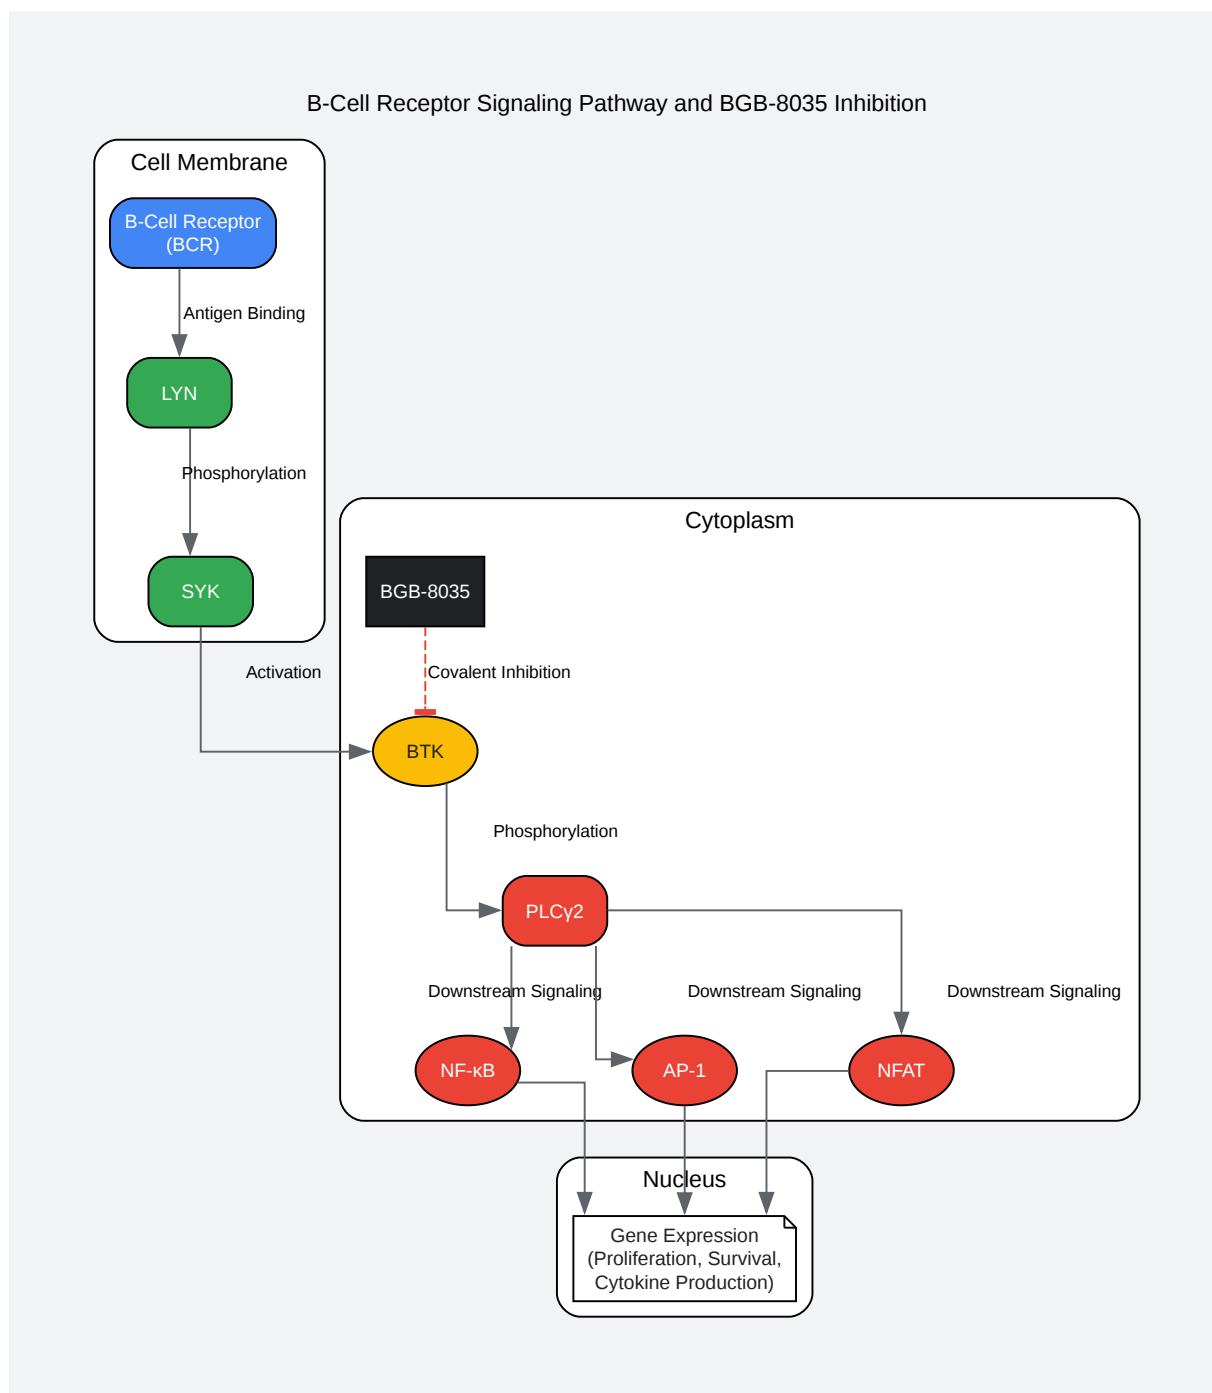 B-Cell Receptor Signaling Pathway and BGB-8035 Inhibition
Cell Membrane
B-Cell Receptor
(BCR)
Antigen Binding
LYN
Phosphorylation
SYK
Activation
Cytoplasm
BGB-8035
Covalent Inhibition
BTK
Phosphorylation
PLCγ2
Downstream Signaling
Downstream Signaling
Downstream Signaling
NF-κB
AP-1
NFAT
Nucleus
Gene Expression
(Proliferation, Survival,
Cytokine Production)